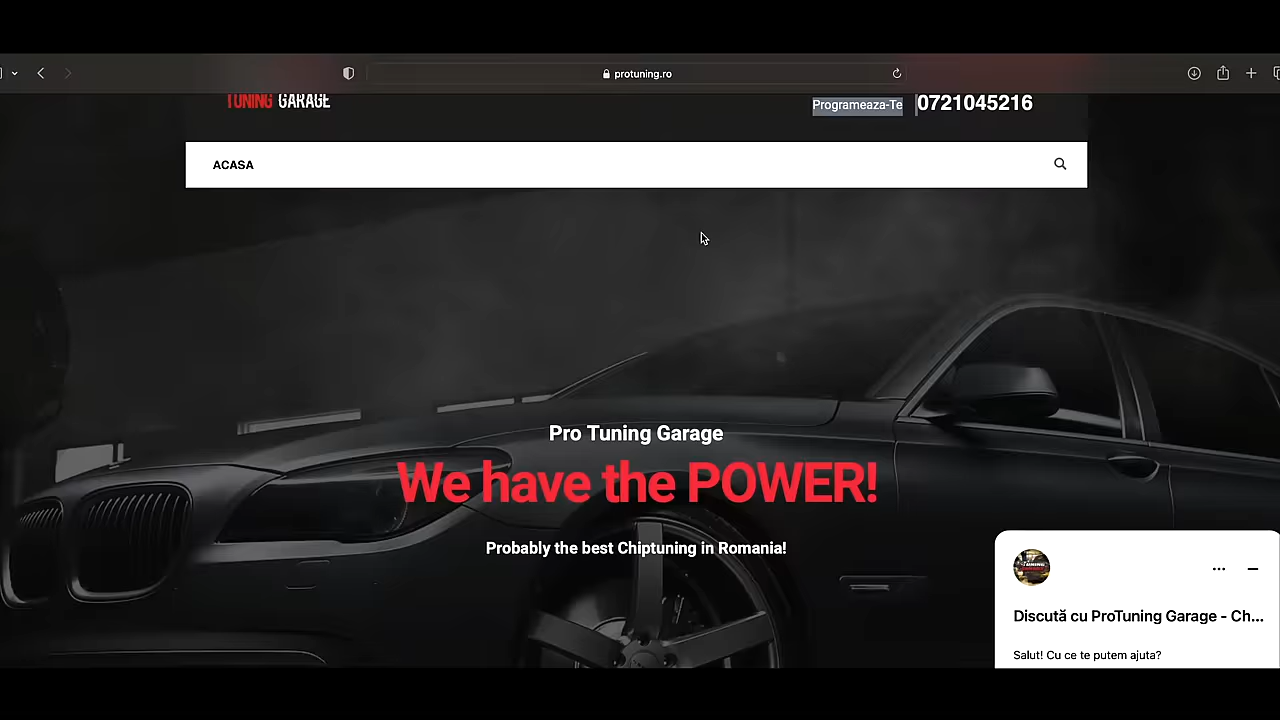 protuning.ro
TUNING GARAGE
Programeaza-Te
0721045216
ACASA
Pro Tuning Garage
We have the POWER!
Probably the best Chiptuning in Romania!
Discută cu ProTuning Garage - Ch...
Salut! Cu ce te putem ajuta?